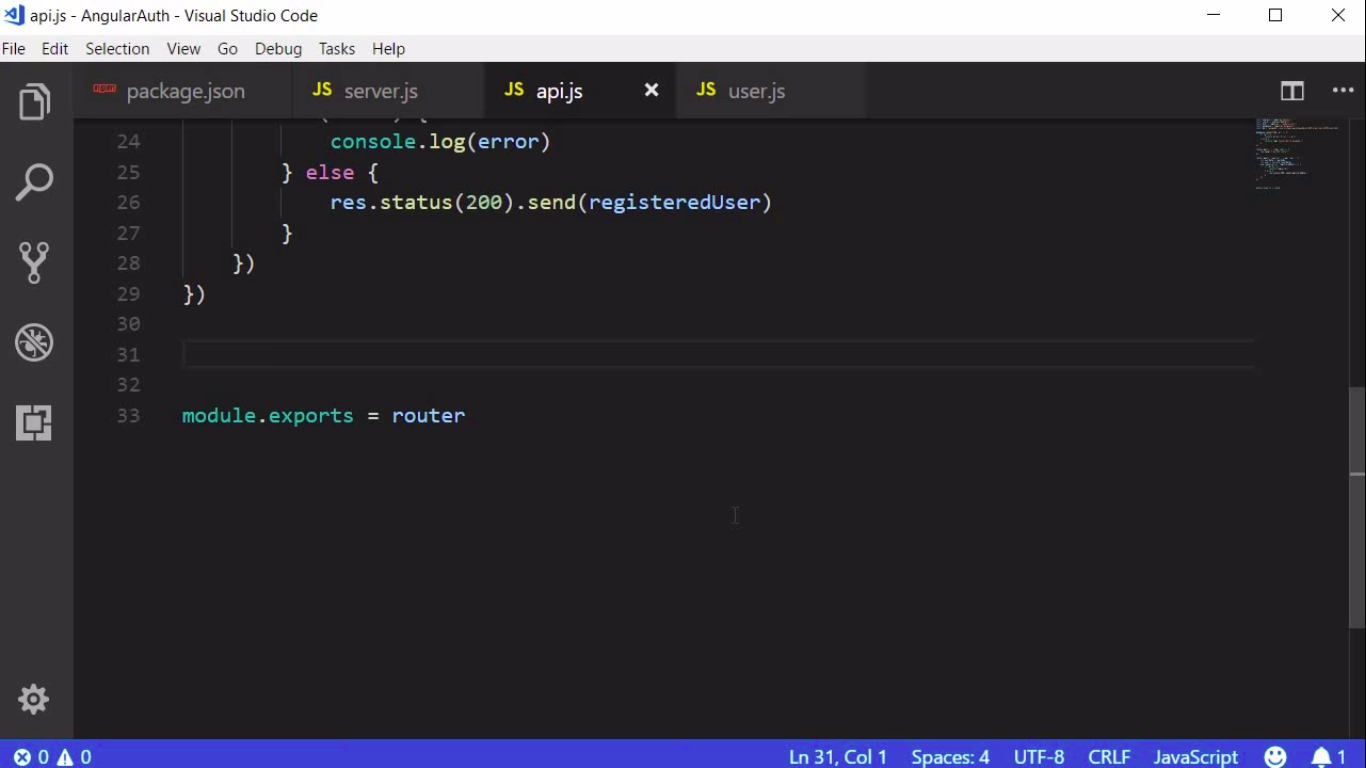 api.js - AngularAuth - Visual Studio Code
File Edit Selection View Go Debug Tasks Help
npm package.json JS server.js JS api.js JS user.js
24 console.log(error)
25 } else {
26 res.status(200).send(registeredUser)
27 }
28 })
29 })
30
31
32
33 module.exports = router
0 0 Ln 31, Col 1 Spaces: 4 UTF-8 CRLF JavaScript 1